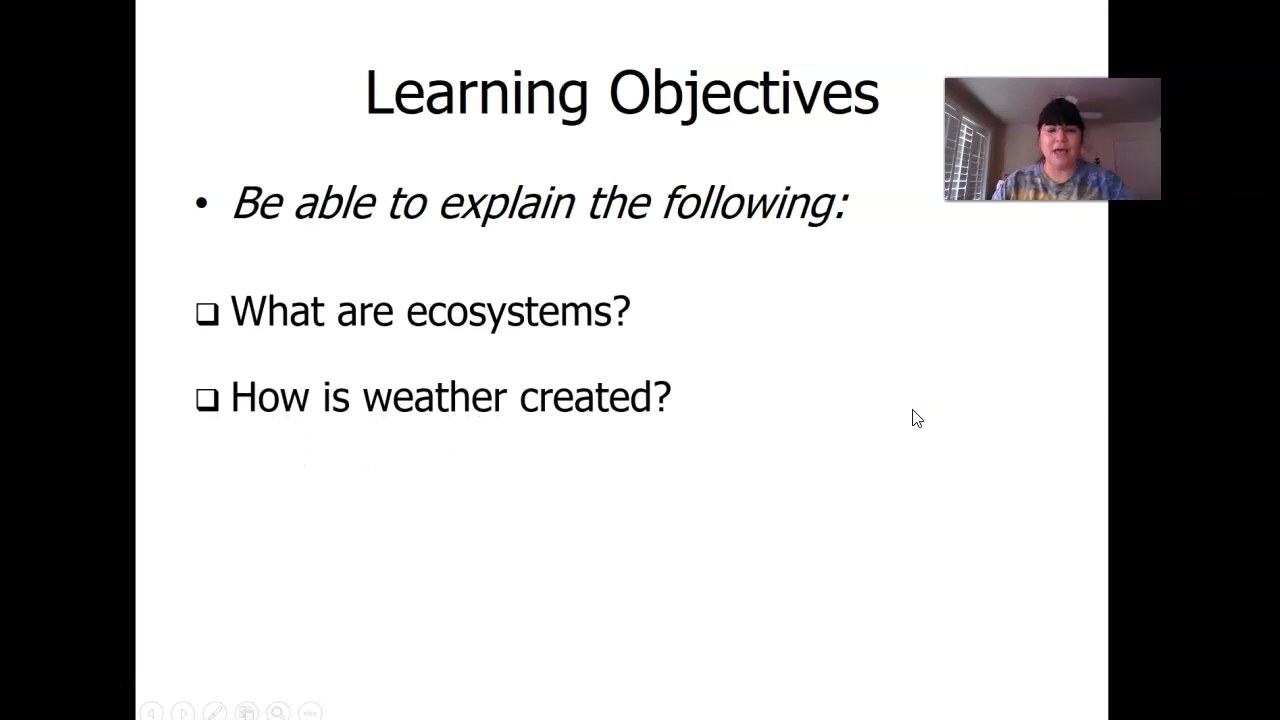 Learning Objectives
• Be able to explain the following:
❑ What are ecosystems?
❑ How is weather created?